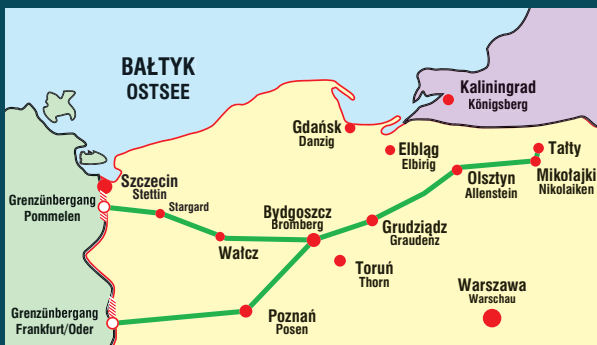 BAŁTYK
OSTSEE
Kaliningrad
Königsberg
Gdańsk
Danzig
Elbląg
Elbirig
Tałty
Mikołajki
Nikolaiken
Olsztyn
Allenstein
Szczecin
Stettin
Stargard
Grenzünbergang
Pommelen
Bydgoszcz
Bromberg
Grudziądz
Graudenz
Wałcz
Toruń
Thorn
Warszawa
Warschau
Grenzünbergang
Frankfurt/Oder
Poznań
Posen